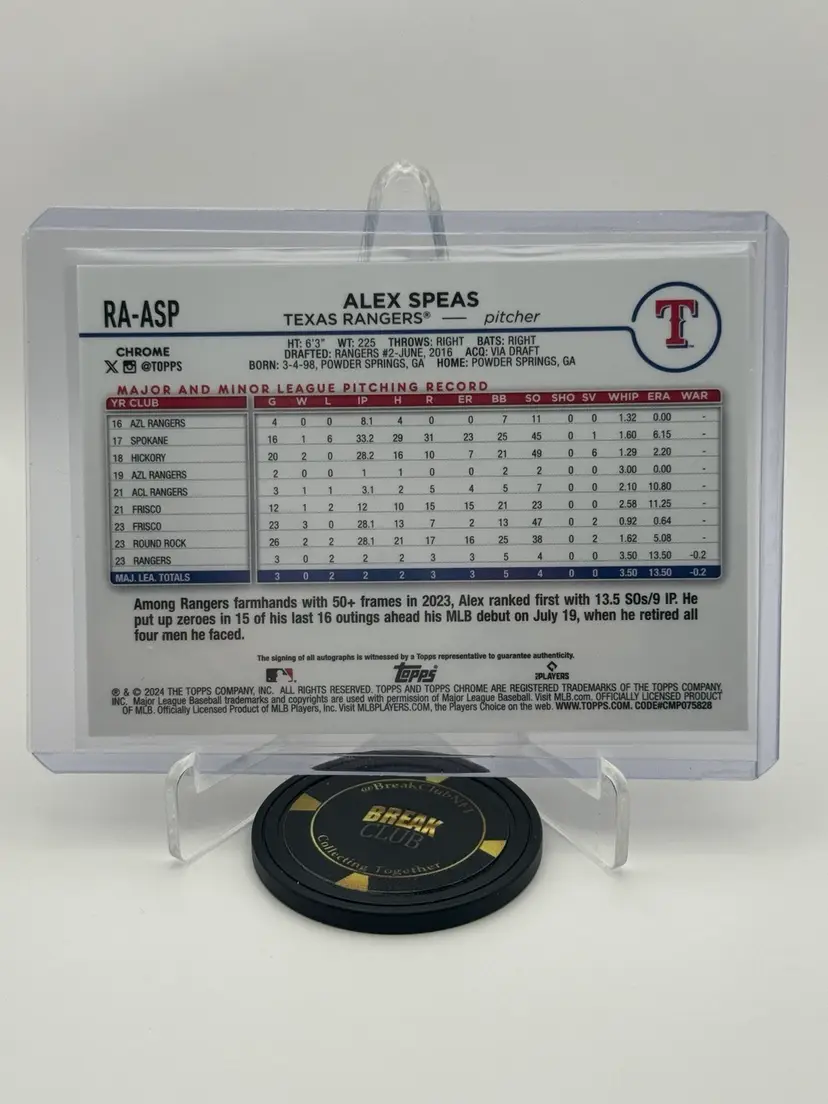 RA-ASP
ALEX SPEAS
TEXAS RANGERS® — pitcher
T
CHROME
X @TOPPS
HT: 6'3" WT: 225 THROWS: RIGHT BATS: RIGHT
DRAFTED: RANGERS #2-JUNE, 2016 ACQ: VIA DRAFT
BORN: 3-4-98, POWDER SPRINGS, GA HOME: POWDER SPRINGS, GA
MAJOR AND MINOR LEAGUE PITCHING RECORD
YR CLUB G W L IP H R ER BB SO SHO SV WHIP ERA WAR
16 AZL RANGERS 4 0 0 8.1 4 0 0 7 11 0 0 1.32 0.00 -
17 SPOKANE 16 1 6 33.2 29 31 23 25 45 0 1 1.60 6.15 -
18 HICKORY 20 2 0 28.2 16 10 7 21 49 0 6 1.29 2.20 -
19 AZL RANGERS 2 0 0 1 1 0 0 2 2 0 0 3.00 0.00 -
21 ACL RANGERS 3 1 1 3.1 2 5 4 5 7 0 0 2.10 10.80 -
21 FRISCO 12 1 2 12 10 15 15 21 23 0 0 2.58 11.25 -
23 FRISCO 23 3 0 28.1 13 7 2 13 47 0 2 0.92 0.64 -
23 ROUND ROCK 26 2 2 28.1 21 17 16 25 38 0 2 1.62 5.08 -
23 RANGERS 3 0 2 2 2 3 3 5 4 0 0 3.50 13.50 -0.2
MAJ. LEA. TOTALS 3 0 2 2 2 3 3 5 4 0 0 3.50 13.50 -0.2
Among Rangers farmhands with 50+ frames in 2023, Alex ranked first with 13.5 SOs/9 IP. He
put up zeroes in 15 of his last 16 outings ahead his MLB debut on July 19, when he retired all
four men he faced.
The signing of all autographs is witnessed by a Topps representative to guarantee authenticity.
Topps
PLAYERS
® & © 2024 THE TOPPS COMPANY, INC. ALL RIGHTS RESERVED. TOPPS AND TOPPS CHROME ARE REGISTERED TRADEMARKS OF THE TOPPS COMPANY,
INC. Major League Baseball trademarks and copyrights are used with permission of Major League Baseball. Visit MLB.com. OFFICIALLY LICENSED PRODUCT
OF MLB. Officially Licensed Product of MLB Players, Inc. Visit MLBPLAYERS.COM, the Players Choice on the web. WWW.TOPPS.COM. CODE#CMP075828
@BreakClubNFT
BREAK
CLUB
Collecting Together